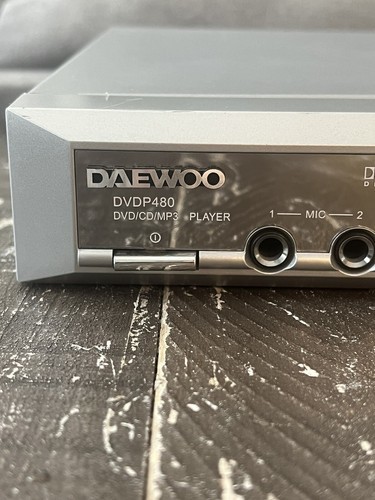 DAEWOO
DVDP480
DVD/CD/MP3 PLAYER
1 — MIC — 2